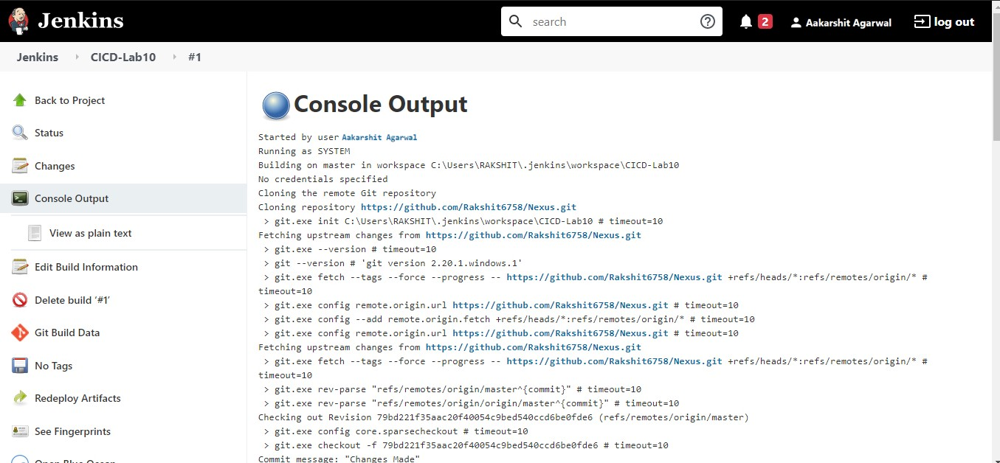 Jenkins
search
2
Aakarshit Agarwal
log out
Jenkins
CICD-Lab10
#1
Back to Project
Status
Changes
Console Output
View as plain text
Edit Build Information
Delete build ‘#1’
Git Build Data
No Tags
Redeploy Artifacts
See Fingerprints
Open Blue Ocean
Console Output
Started by user Aakarshit Agarwal
Running as SYSTEM
Building on master in workspace C:\Users\RAKSHIT\.jenkins\workspace\CICD-Lab10
No credentials specified
Cloning the remote Git repository
Cloning repository https://github.com/Rakshit6758/Nexus.git
> git.exe init C:\Users\RAKSHIT\.jenkins\workspace\CICD-Lab10 # timeout=10
Fetching upstream changes from https://github.com/Rakshit6758/Nexus.git
> git.exe --version # timeout=10
> git --version # 'git version 2.20.1.windows.1'
> git.exe fetch --tags --force --progress -- https://github.com/Rakshit6758/Nexus.git +refs/heads/*:refs/remotes/origin/* #
timeout=10
> git.exe config remote.origin.url https://github.com/Rakshit6758/Nexus.git # timeout=10
> git.exe config --add remote.origin.fetch +refs/heads/*:refs/remotes/origin/* # timeout=10
> git.exe config remote.origin.url https://github.com/Rakshit6758/Nexus.git # timeout=10
Fetching upstream changes from https://github.com/Rakshit6758/Nexus.git
> git.exe fetch --tags --force --progress -- https://github.com/Rakshit6758/Nexus.git +refs/heads/*:refs/remotes/origin/* #
timeout=10
> git.exe rev-parse "refs/remotes/origin/master^{commit}" # timeout=10
> git.exe rev-parse "refs/remotes/origin/origin/master^{commit}" # timeout=10
Checking out Revision 79bd221f35aac20f40054c9bed540ccd6be0fde6 (refs/remotes/origin/master)
> git.exe config core.sparsecheckout # timeout=10
> git.exe checkout -f 79bd221f35aac20f40054c9bed540ccd6be0fde6 # timeout=10
Commit message: "Changes Made"